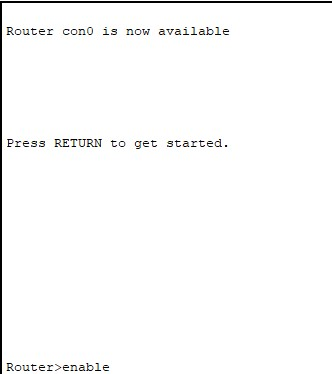 Router con0 is now available
Press RETURN to get started.
Router>enable